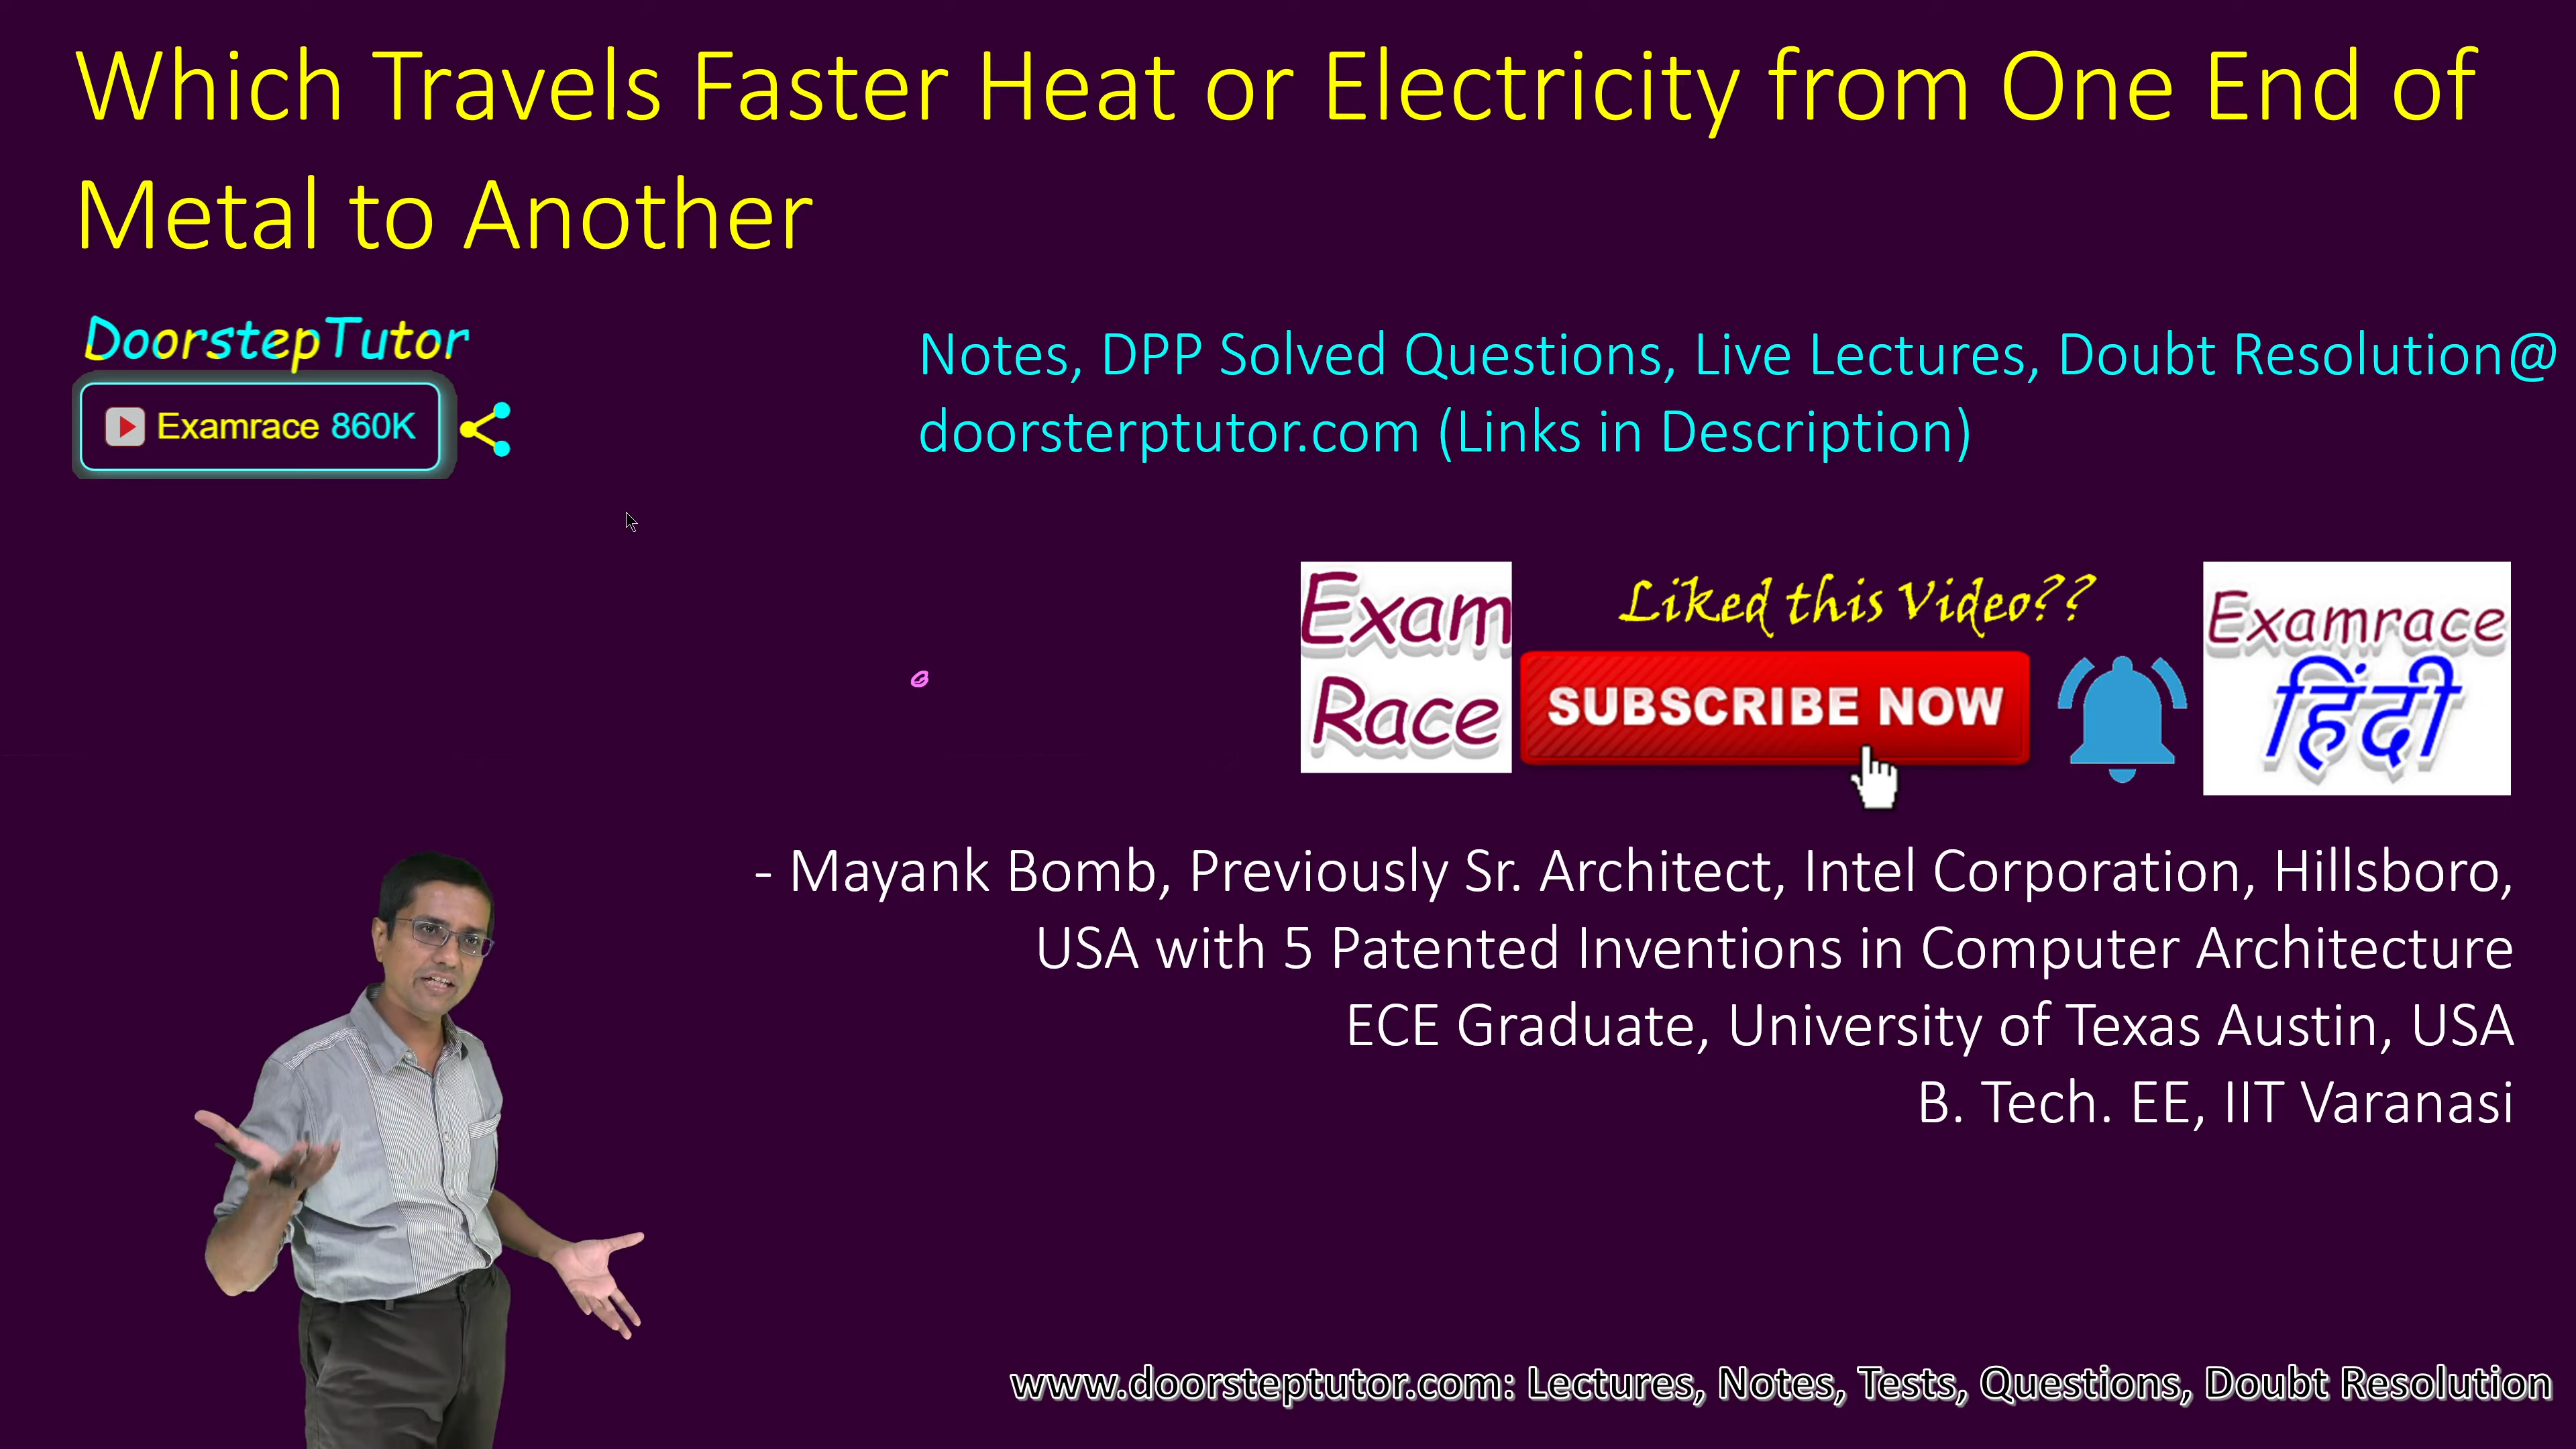 Which Travels Faster Heat or Electricity from One End of
Metal to Another
DoorstepTutor
Examrace 860K
Notes, DPP Solved Questions, Live Lectures, Doubt Resolution@
doorsterptutor.com (Links in Description)
Exam
Race
Liked this Video??
SUBSCRIBE NOW
Examrace
हिंदी
- Mayank Bomb, Previously Sr. Architect, Intel Corporation, Hillsboro,
USA with 5 Patented Inventions in Computer Architecture
ECE Graduate, University of Texas Austin, USA
B. Tech. EE, IIT Varanasi
www.doorsteptutor.com: Lectures, Notes, Tests, Questions, Doubt Resolution